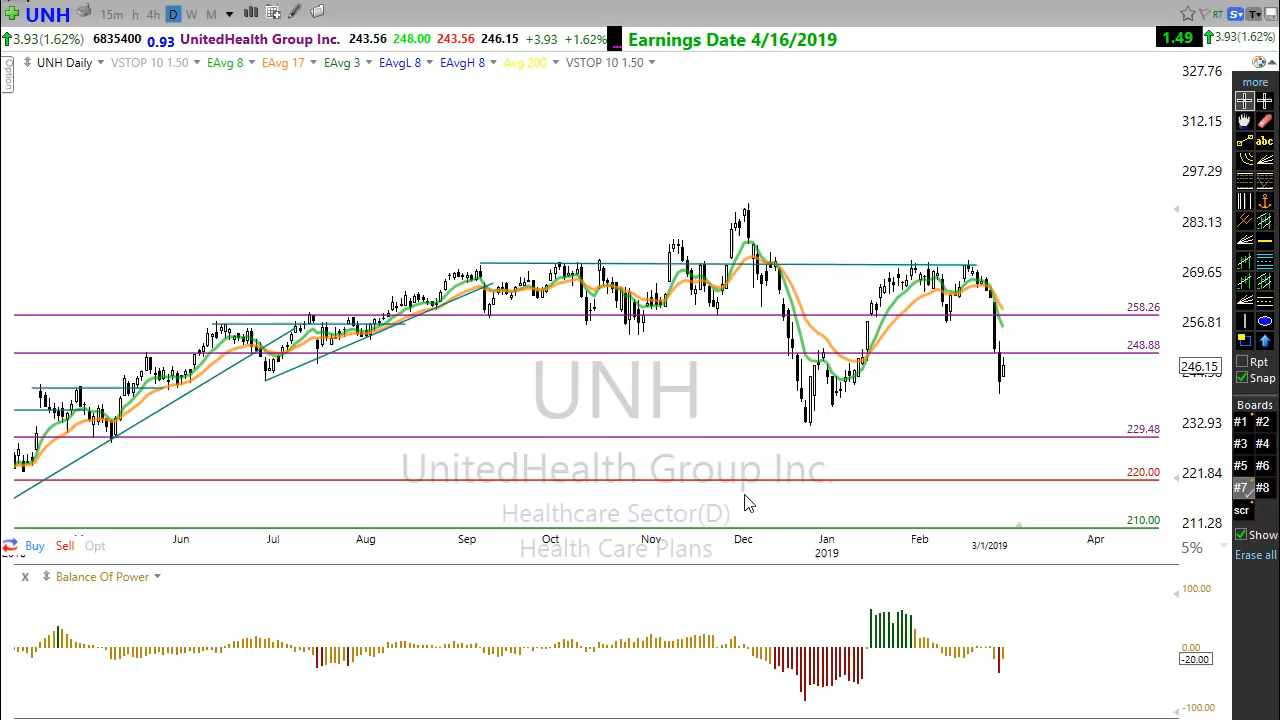 UNH 15m h 4h D W M RT S T
3.93(1.62%) 6835400 0.93 UnitedHealth Group Inc. 243.56 248.00 243.56 246.15 +3.93 +1.62% Earnings Date 4/16/2019 1.49 3.93(1.62%)
Option
UNH Daily VSTOP 10 1.50 EAvg 8 EAvg 17 EAvg 3 EAvgL 8 EAvgH 8 Avg 200 VSTOP 10 1.50
327.76
312.15
297.29
283.13
269.65
258.26
256.81
248.88
246.15
232.93
229.48
221.84
220.00
211.28
210.00
UNH
UnitedHealth Group Inc.
Healthcare Sector(D)
Health Care Plans
Jun Jul Aug Sep Oct Nov Dec Jan Feb 3/1/2019 Apr
2019
Buy Sell Opt
5%
x Balance Of Power
100.00
0.00
-20.00
-100.00
more
abc
Rpt
Snap
Boards
#1 #2
#3 #4
#5 #6
#7 #8
scr
Show
Erase all